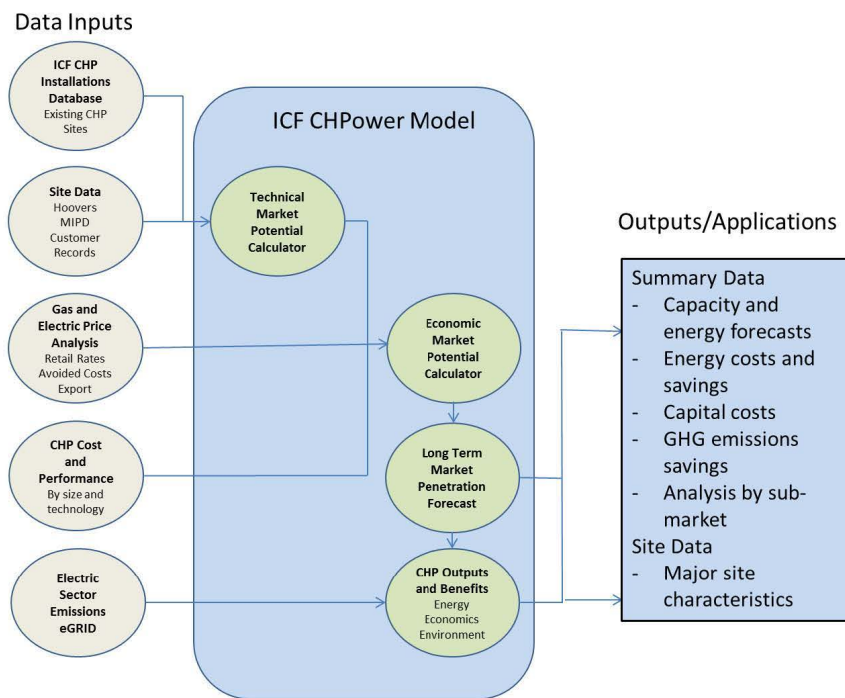 Data Inputs
ICF CHP
Installations
Database
Existing CHP
Sites
Site Data
Hoovers
MIPD
Customer
Records
Gas and
Electric Price
Analysis
Retail Rates
Avoided Costs
Export
CHP Cost
and
Performance
By size and
technology
Electric
Sector
Emissions
eGRID
ICF CHPower Model
Technical
Market
Potential
Calculator
Economic
Market
Potential
Calculator
Long Term
Market
Penetration
Forecast
CHP Outputs
and Benefits
Energy
Economics
Environment
Outputs/Applications
Summary Data
- Capacity and
energy forecasts
- Energy costs and
savings
- Capital costs
- GHG emissions
savings
- Analysis by sub-
market
Site Data
- Major site
characteristics